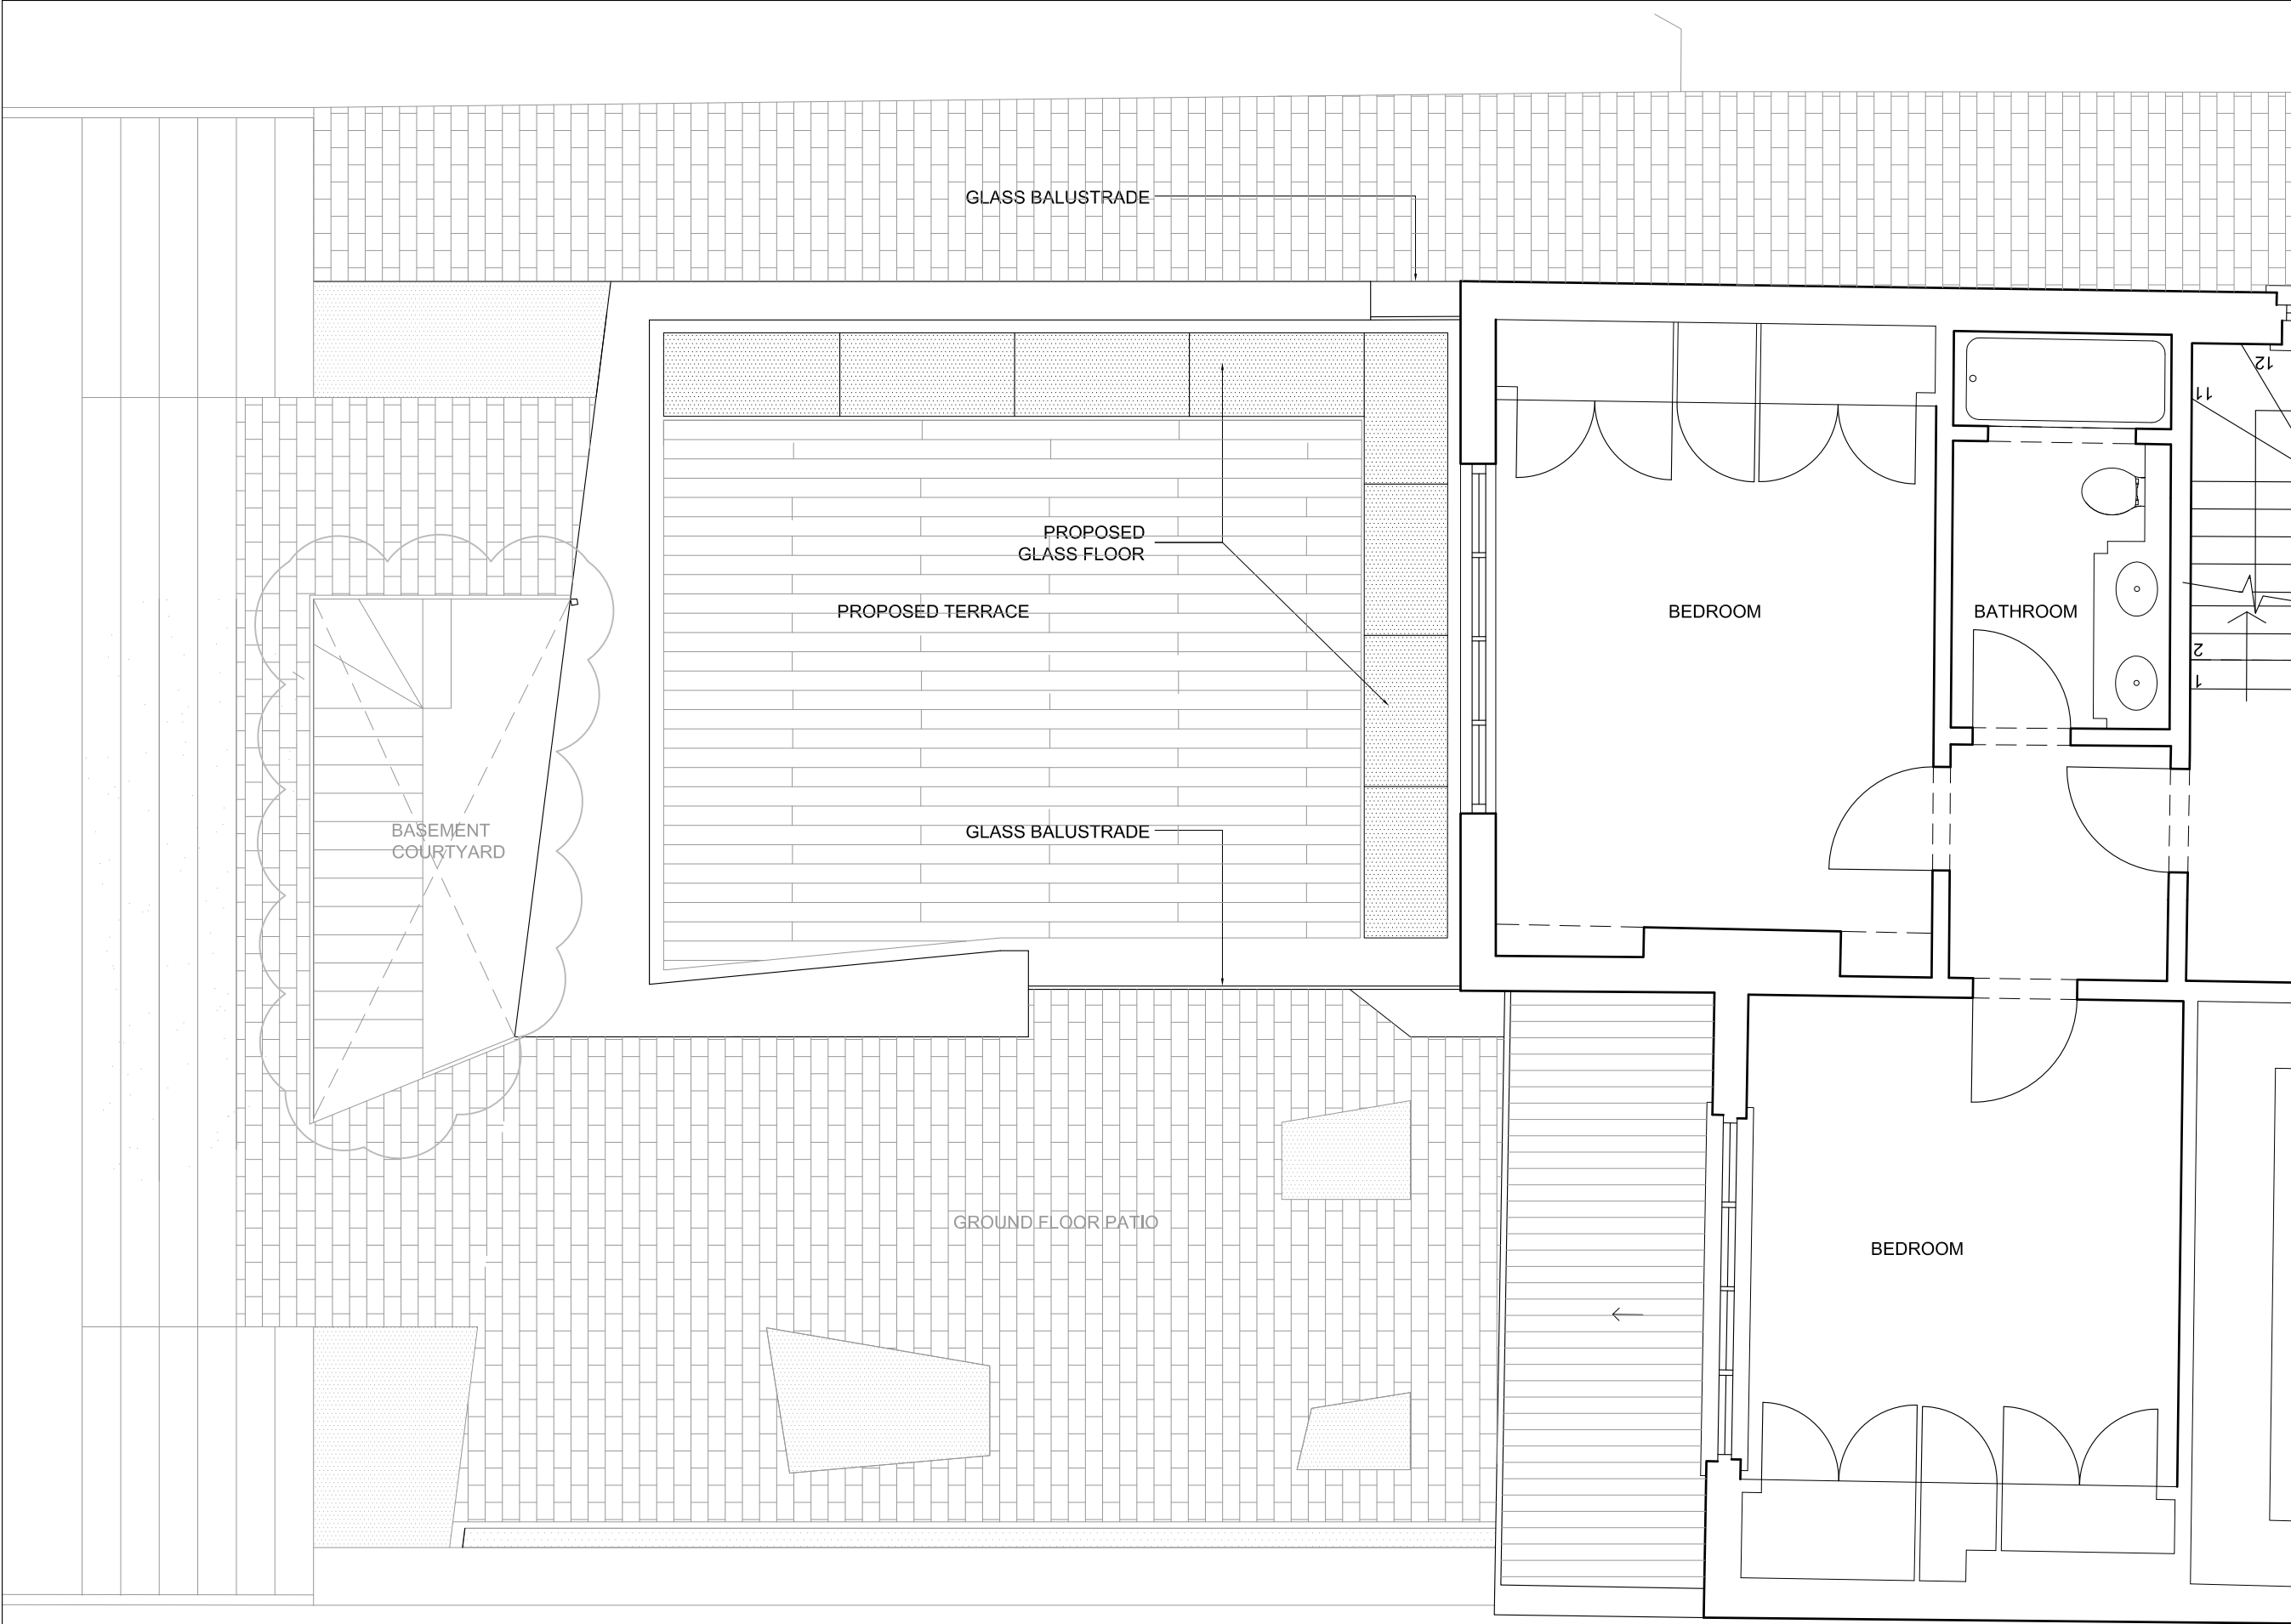 GLASS BALUSTRADE
12
11
PROPOSED
GLASS FLOOR
PROPOSED TERRACE
BEDROOM
BATHROOM
2
1
BASEMENT
COURTYARD
GLASS BALUSTRADE
GROUND FLOOR PATIO
BEDROOM